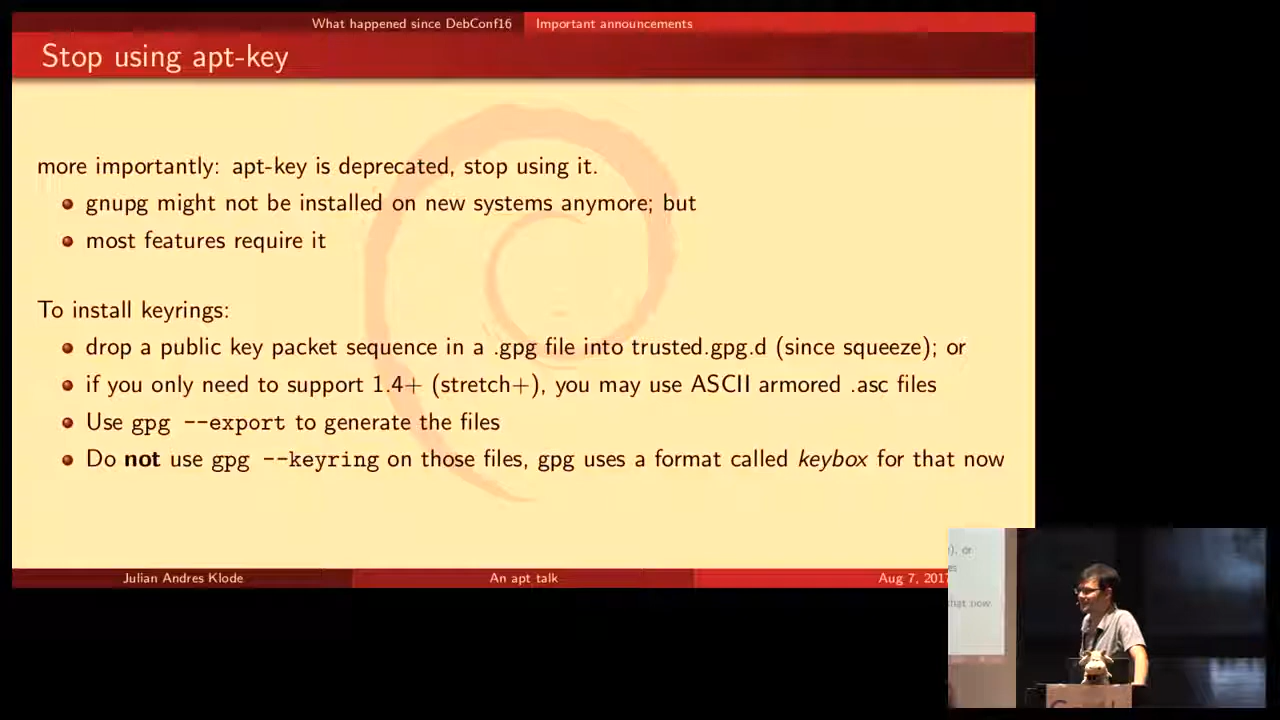 What happened since DebConf16 Important announcements
Stop using apt-key
more importantly: apt-key is deprecated, stop using it.
gnupg might not be installed on new systems anymore; but
most features require it
To install keyrings:
drop a public key packet sequence in a .gpg file into trusted.gpg.d (since squeeze); or
if you only need to support 1.4+ (stretch+), you may use ASCII armored .asc files
Use gpg --export to generate the files
Do not use gpg --keyring on those files, gpg uses a format called keybox for that now
Julian Andres Klode An apt talk Aug 7, 2017
), or
es
that now